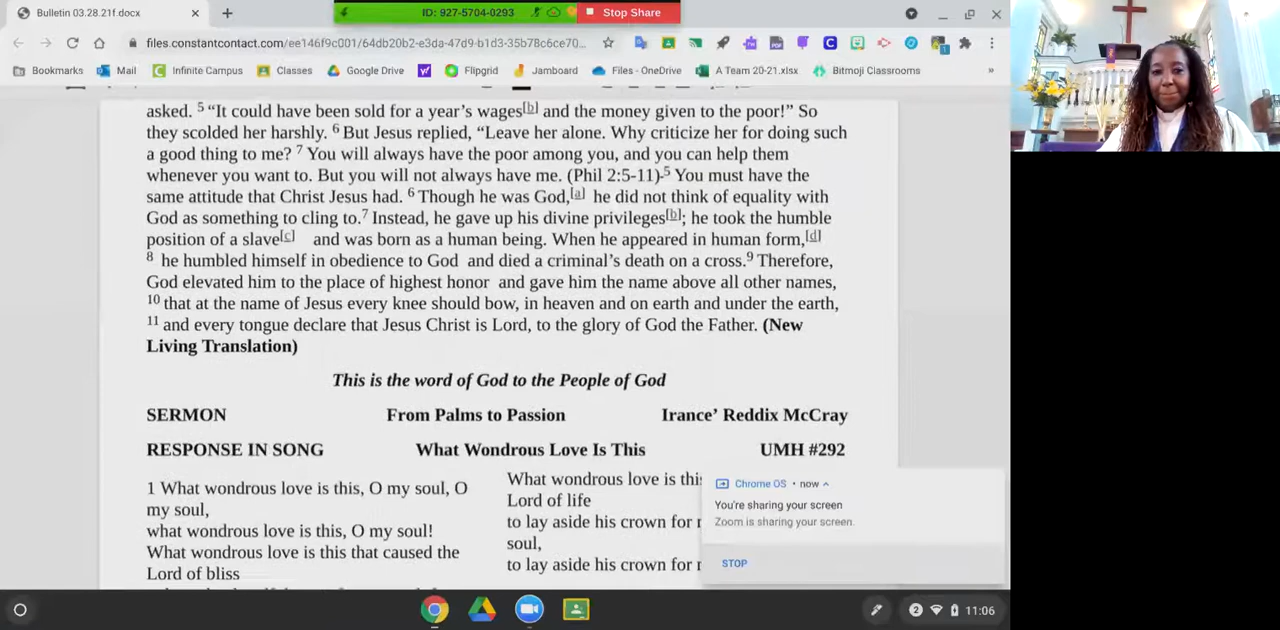 Bulletin 03.28.21f.docx
ID: 927-5704-0293
Stop Share
files.constantcontact.com/ee146f9c001/64db20b2-e3da-47d9-b1d3-35b78c6ce70...
Bookmarks Mail Infinite Campus Classes Google Drive Flipgrid Jamboard Files - OneDrive A Team 20-21.xlsx Bitmoji Classrooms »
asked. 5 “It could have been sold for a year’s wages[b] and the money given to the poor!” So
they scolded her harshly. 6 But Jesus replied, “Leave her alone. Why criticize her for doing such
a good thing to me? 7 You will always have the poor among you, and you can help them
whenever you want to. But you will not always have me. (Phil 2:5-11)-5 You must have the
same attitude that Christ Jesus had. 6 Though he was God,[a] he did not think of equality with
God as something to cling to.7 Instead, he gave up his divine privileges[b]; he took the humble
position of a slave[c] and was born as a human being. When he appeared in human form,[d]
8 he humbled himself in obedience to God and died a criminal’s death on a cross.9 Therefore,
God elevated him to the place of highest honor and gave him the name above all other names,
10 that at the name of Jesus every knee should bow, in heaven and on earth and under the earth,
11 and every tongue declare that Jesus Christ is Lord, to the glory of God the Father. (New
Living Translation)
This is the word of God to the People of God
SERMON From Palms to Passion Irance’ Reddix McCray
RESPONSE IN SONG What Wondrous Love Is This UMH #292
1 What wondrous love is this, O my soul, O
my soul,
what wondrous love is this, O my soul!
What wondrous love is this that caused the
Lord of bliss
What wondrous love is this
Lord of life
to lay aside his crown for
soul,
to lay aside his crown for
Chrome OS • now
You're sharing your screen
Zoom is sharing your screen.
STOP
2 11:06